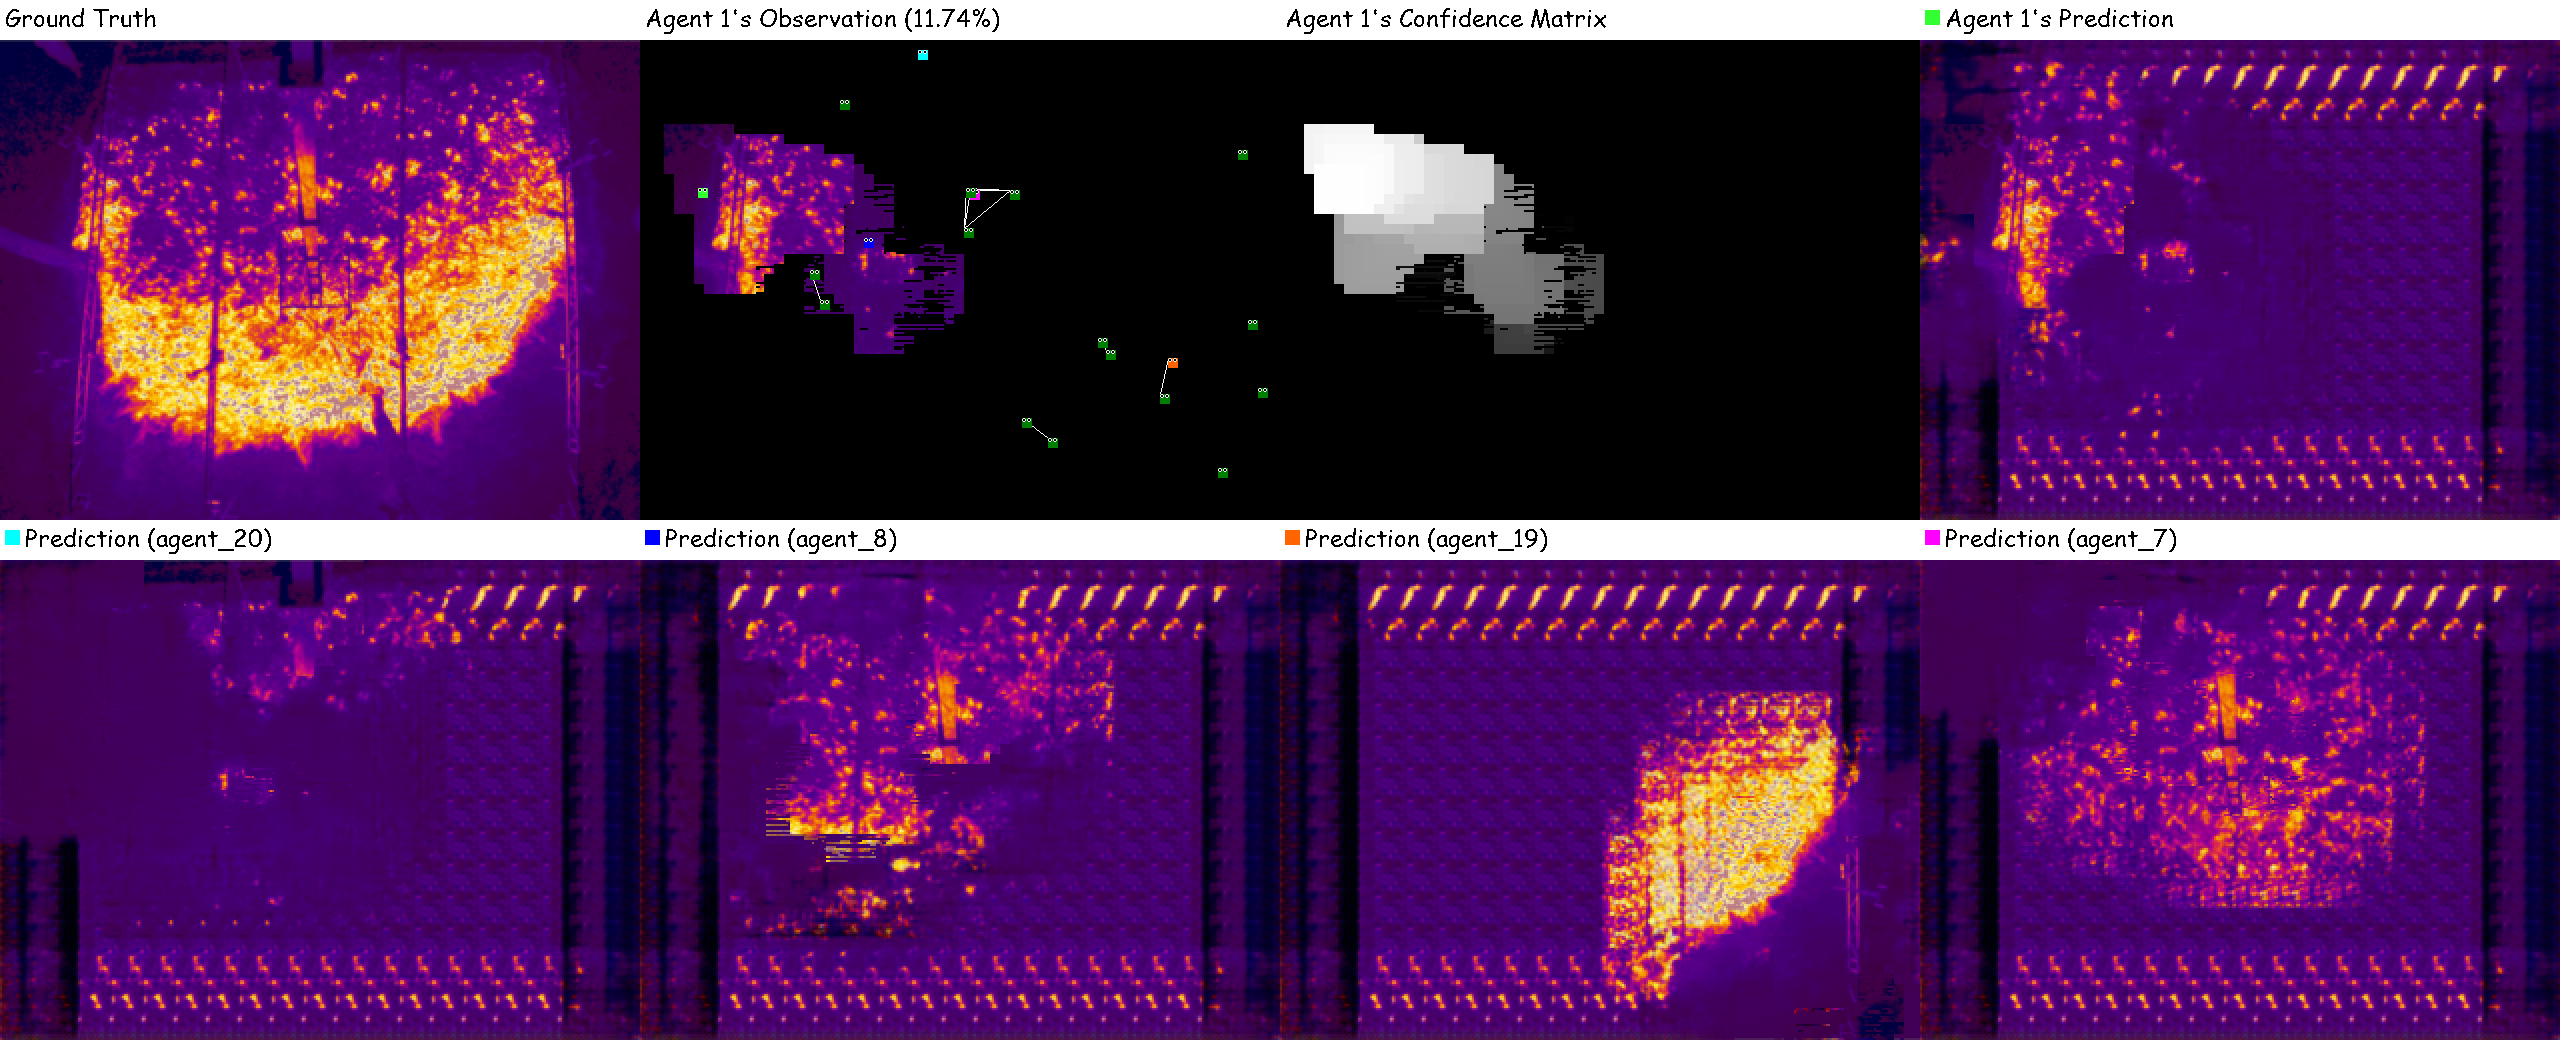 Ground Truth
Agent 1's Observation (11.74%)
Agent 1's Confidence Matrix
Agent 1's Prediction
Prediction (agent_20)
Prediction (agent_8)
Prediction (agent_19)
Prediction (agent_7)